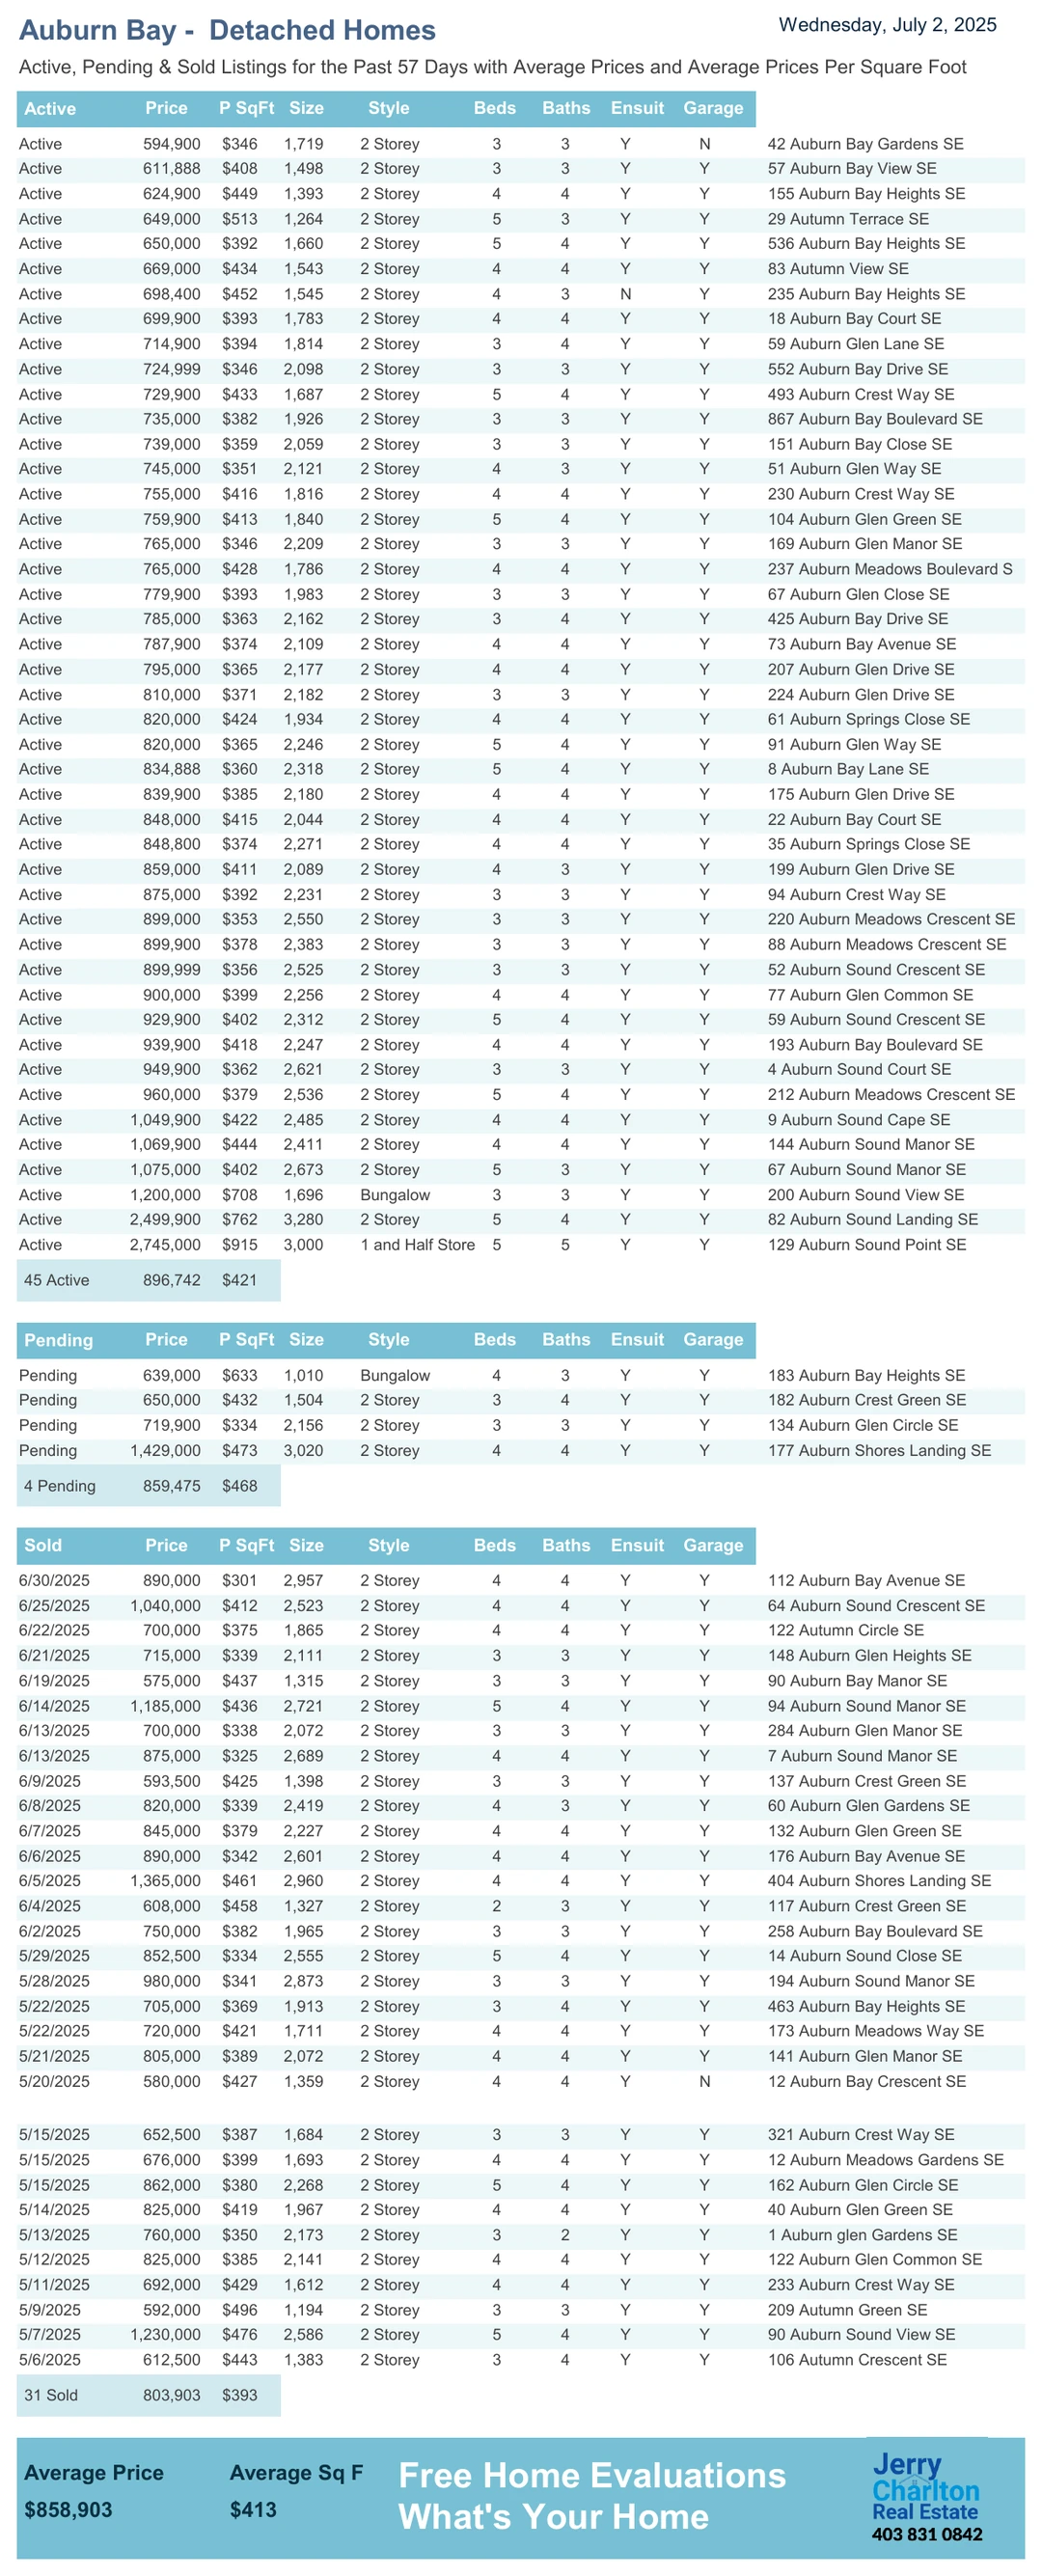 Auburn Bay - Detached Homes
Wednesday, July 2, 2025
Active, Pending & Sold Listings for the Past 57 Days with Average Prices and Average Prices Per Square Foot
Active Price P SqFt Size Style Beds Baths Ensuit Garage
Active 594,900 $346 1,719 2 Storey 3 3 Y N 42 Auburn Bay Gardens SE
Active 611,888 $408 1,498 2 Storey 3 3 Y Y 57 Auburn Bay View SE
Active 624,900 $449 1,393 2 Storey 4 4 Y Y 155 Auburn Bay Heights SE
Active 649,000 $513 1,264 2 Storey 5 3 Y Y 29 Autumn Terrace SE
Active 650,000 $392 1,660 2 Storey 5 4 Y Y 536 Auburn Bay Heights SE
Active 669,000 $434 1,543 2 Storey 4 4 Y Y 83 Autumn View SE
Active 698,400 $452 1,545 2 Storey 4 3 N Y 235 Auburn Bay Heights SE
Active 699,900 $393 1,783 2 Storey 4 4 Y Y 18 Auburn Bay Court SE
Active 714,900 $394 1,814 2 Storey 3 4 Y Y 59 Auburn Glen Lane SE
Active 724,999 $346 2,098 2 Storey 3 3 Y Y 552 Auburn Bay Drive SE
Active 729,900 $433 1,687 2 Storey 5 4 Y Y 493 Auburn Crest Way SE
Active 735,000 $382 1,926 2 Storey 3 3 Y Y 867 Auburn Bay Boulevard SE
Active 739,000 $359 2,059 2 Storey 3 3 Y Y 151 Auburn Bay Close SE
Active 745,000 $351 2,121 2 Storey 4 3 Y Y 51 Auburn Glen Way SE
Active 755,000 $416 1,816 2 Storey 4 4 Y Y 230 Auburn Crest Way SE
Active 759,900 $413 1,840 2 Storey 5 4 Y Y 104 Auburn Glen Green SE
Active 765,000 $346 2,209 2 Storey 3 3 Y Y 169 Auburn Glen Manor SE
Active 765,000 $428 1,786 2 Storey 4 4 Y Y 237 Auburn Meadows Boulevard S
Active 779,900 $393 1,983 2 Storey 3 3 Y Y 67 Auburn Glen Close SE
Active 785,000 $363 2,162 2 Storey 3 4 Y Y 425 Auburn Bay Drive SE
Active 787,900 $374 2,109 2 Storey 4 4 Y Y 73 Auburn Bay Avenue SE
Active 795,000 $365 2,177 2 Storey 4 4 Y Y 207 Auburn Glen Drive SE
Active 810,000 $371 2,182 2 Storey 3 3 Y Y 224 Auburn Glen Drive SE
Active 820,000 $424 1,934 2 Storey 4 4 Y Y 61 Auburn Springs Close SE
Active 820,000 $365 2,246 2 Storey 5 4 Y Y 91 Auburn Glen Way SE
Active 834,888 $360 2,318 2 Storey 5 4 Y Y 8 Auburn Bay Lane SE
Active 839,900 $385 2,180 2 Storey 4 4 Y Y 175 Auburn Glen Drive SE
Active 848,000 $415 2,044 2 Storey 4 4 Y Y 22 Auburn Bay Court SE
Active 848,800 $374 2,271 2 Storey 4 4 Y Y 35 Auburn Springs Close SE
Active 859,000 $411 2,089 2 Storey 4 3 Y Y 199 Auburn Glen Drive SE
Active 875,000 $392 2,231 2 Storey 3 3 Y Y 94 Auburn Crest Way SE
Active 899,000 $353 2,550 2 Storey 3 3 Y Y 220 Auburn Meadows Crescent SE
Active 899,900 $378 2,383 2 Storey 3 3 Y Y 88 Auburn Meadows Crescent SE
Active 899,999 $356 2,525 2 Storey 3 3 Y Y 52 Auburn Sound Crescent SE
Active 900,000 $399 2,256 2 Storey 4 4 Y Y 77 Auburn Glen Common SE
Active 929,900 $402 2,312 2 Storey 5 4 Y Y 59 Auburn Sound Crescent SE
Active 939,900 $418 2,247 2 Storey 4 4 Y Y 193 Auburn Bay Boulevard SE
Active 949,900 $362 2,621 2 Storey 3 3 Y Y 4 Auburn Sound Court SE
Active 960,000 $379 2,536 2 Storey 5 4 Y Y 212 Auburn Meadows Crescent SE
Active 1,049,900 $422 2,485 2 Storey 4 4 Y Y 9 Auburn Sound Cape SE
Active 1,069,900 $444 2,411 2 Storey 4 4 Y Y 144 Auburn Sound Manor SE
Active 1,075,000 $402 2,673 2 Storey 5 3 Y Y 67 Auburn Sound Manor SE
Active 1,200,000 $708 1,696 Bungalow 3 3 Y Y 200 Auburn Sound View SE
Active 2,499,900 $762 3,280 2 Storey 5 4 Y Y 82 Auburn Sound Landing SE
Active 2,745,000 $915 3,000 1 and Half Store 5 5 Y Y 129 Auburn Sound Point SE
45 Active 896,742 $421
Pending Price P SqFt Size Style Beds Baths Ensuit Garage
Pending 639,000 $633 1,010 Bungalow 4 3 Y Y 183 Auburn Bay Heights SE
Pending 650,000 $432 1,504 2 Storey 3 4 Y Y 182 Auburn Crest Green SE
Pending 719,900 $334 2,156 2 Storey 3 3 Y Y 134 Auburn Glen Circle SE
Pending 1,429,000 $473 3,020 2 Storey 4 4 Y Y 177 Auburn Shores Landing SE
4 Pending 859,475 $468
Sold Price P SqFt Size Style Beds Baths Ensuit Garage
6/30/2025 890,000 $301 2,957 2 Storey 4 4 Y Y 112 Auburn Bay Avenue SE
6/25/2025 1,040,000 $412 2,523 2 Storey 4 4 Y Y 64 Auburn Sound Crescent SE
6/22/2025 700,000 $375 1,865 2 Storey 4 4 Y Y 122 Autumn Circle SE
6/21/2025 715,000 $339 2,111 2 Storey 3 3 Y Y 148 Auburn Glen Heights SE
6/19/2025 575,000 $437 1,315 2 Storey 3 3 Y Y 90 Auburn Bay Manor SE
6/14/2025 1,185,000 $436 2,721 2 Storey 5 4 Y Y 94 Auburn Sound Manor SE
6/13/2025 700,000 $338 2,072 2 Storey 3 3 Y Y 284 Auburn Glen Manor SE
6/13/2025 875,000 $325 2,689 2 Storey 4 4 Y Y 7 Auburn Sound Manor SE
6/9/2025 593,500 $425 1,398 2 Storey 3 3 Y Y 137 Auburn Crest Green SE
6/8/2025 820,000 $339 2,419 2 Storey 4 3 Y Y 60 Auburn Glen Gardens SE
6/7/2025 845,000 $379 2,227 2 Storey 4 4 Y Y 132 Auburn Glen Green SE
6/6/2025 890,000 $342 2,601 2 Storey 4 4 Y Y 176 Auburn Bay Avenue SE
6/5/2025 1,365,000 $461 2,960 2 Storey 4 4 Y Y 404 Auburn Shores Landing SE
6/4/2025 608,000 $458 1,327 2 Storey 2 3 Y Y 117 Auburn Crest Green SE
6/2/2025 750,000 $382 1,965 2 Storey 3 3 Y Y 258 Auburn Bay Boulevard SE
5/29/2025 852,500 $334 2,555 2 Storey 5 4 Y Y 14 Auburn Sound Close SE
5/28/2025 980,000 $341 2,873 2 Storey 3 3 Y Y 194 Auburn Sound Manor SE
5/22/2025 705,000 $369 1,913 2 Storey 3 4 Y Y 463 Auburn Bay Heights SE
5/22/2025 720,000 $421 1,711 2 Storey 4 4 Y Y 173 Auburn Meadows Way SE
5/21/2025 805,000 $389 2,072 2 Storey 4 4 Y Y 141 Auburn Glen Manor SE
5/20/2025 580,000 $427 1,359 2 Storey 4 4 Y N 12 Auburn Bay Crescent SE
5/15/2025 652,500 $387 1,684 2 Storey 3 3 Y Y 321 Auburn Crest Way SE
5/15/2025 676,000 $399 1,693 2 Storey 4 4 Y Y 12 Auburn Meadows Gardens SE
5/15/2025 862,000 $380 2,268 2 Storey 5 4 Y Y 162 Auburn Glen Circle SE
5/14/2025 825,000 $419 1,967 2 Storey 4 4 Y Y 40 Auburn Glen Green SE
5/13/2025 760,000 $350 2,173 2 Storey 3 2 Y Y 1 Auburn glen Gardens SE
5/12/2025 825,000 $385 2,141 2 Storey 4 4 Y Y 122 Auburn Glen Common SE
5/11/2025 692,000 $429 1,612 2 Storey 4 4 Y Y 233 Auburn Crest Way SE
5/9/2025 592,000 $496 1,194 2 Storey 3 3 Y Y 209 Autumn Green SE
5/7/2025 1,230,000 $476 2,586 2 Storey 5 4 Y Y 90 Auburn Sound View SE
5/6/2025 612,500 $443 1,383 2 Storey 3 4 Y Y 106 Autumn Crescent SE
31 Sold 803,903 $393
Average Price Average Sq F
$858,903 $413
Free Home Evaluations
What's Your Home
Jerry
Charlton
Real Estate
403 831 0842